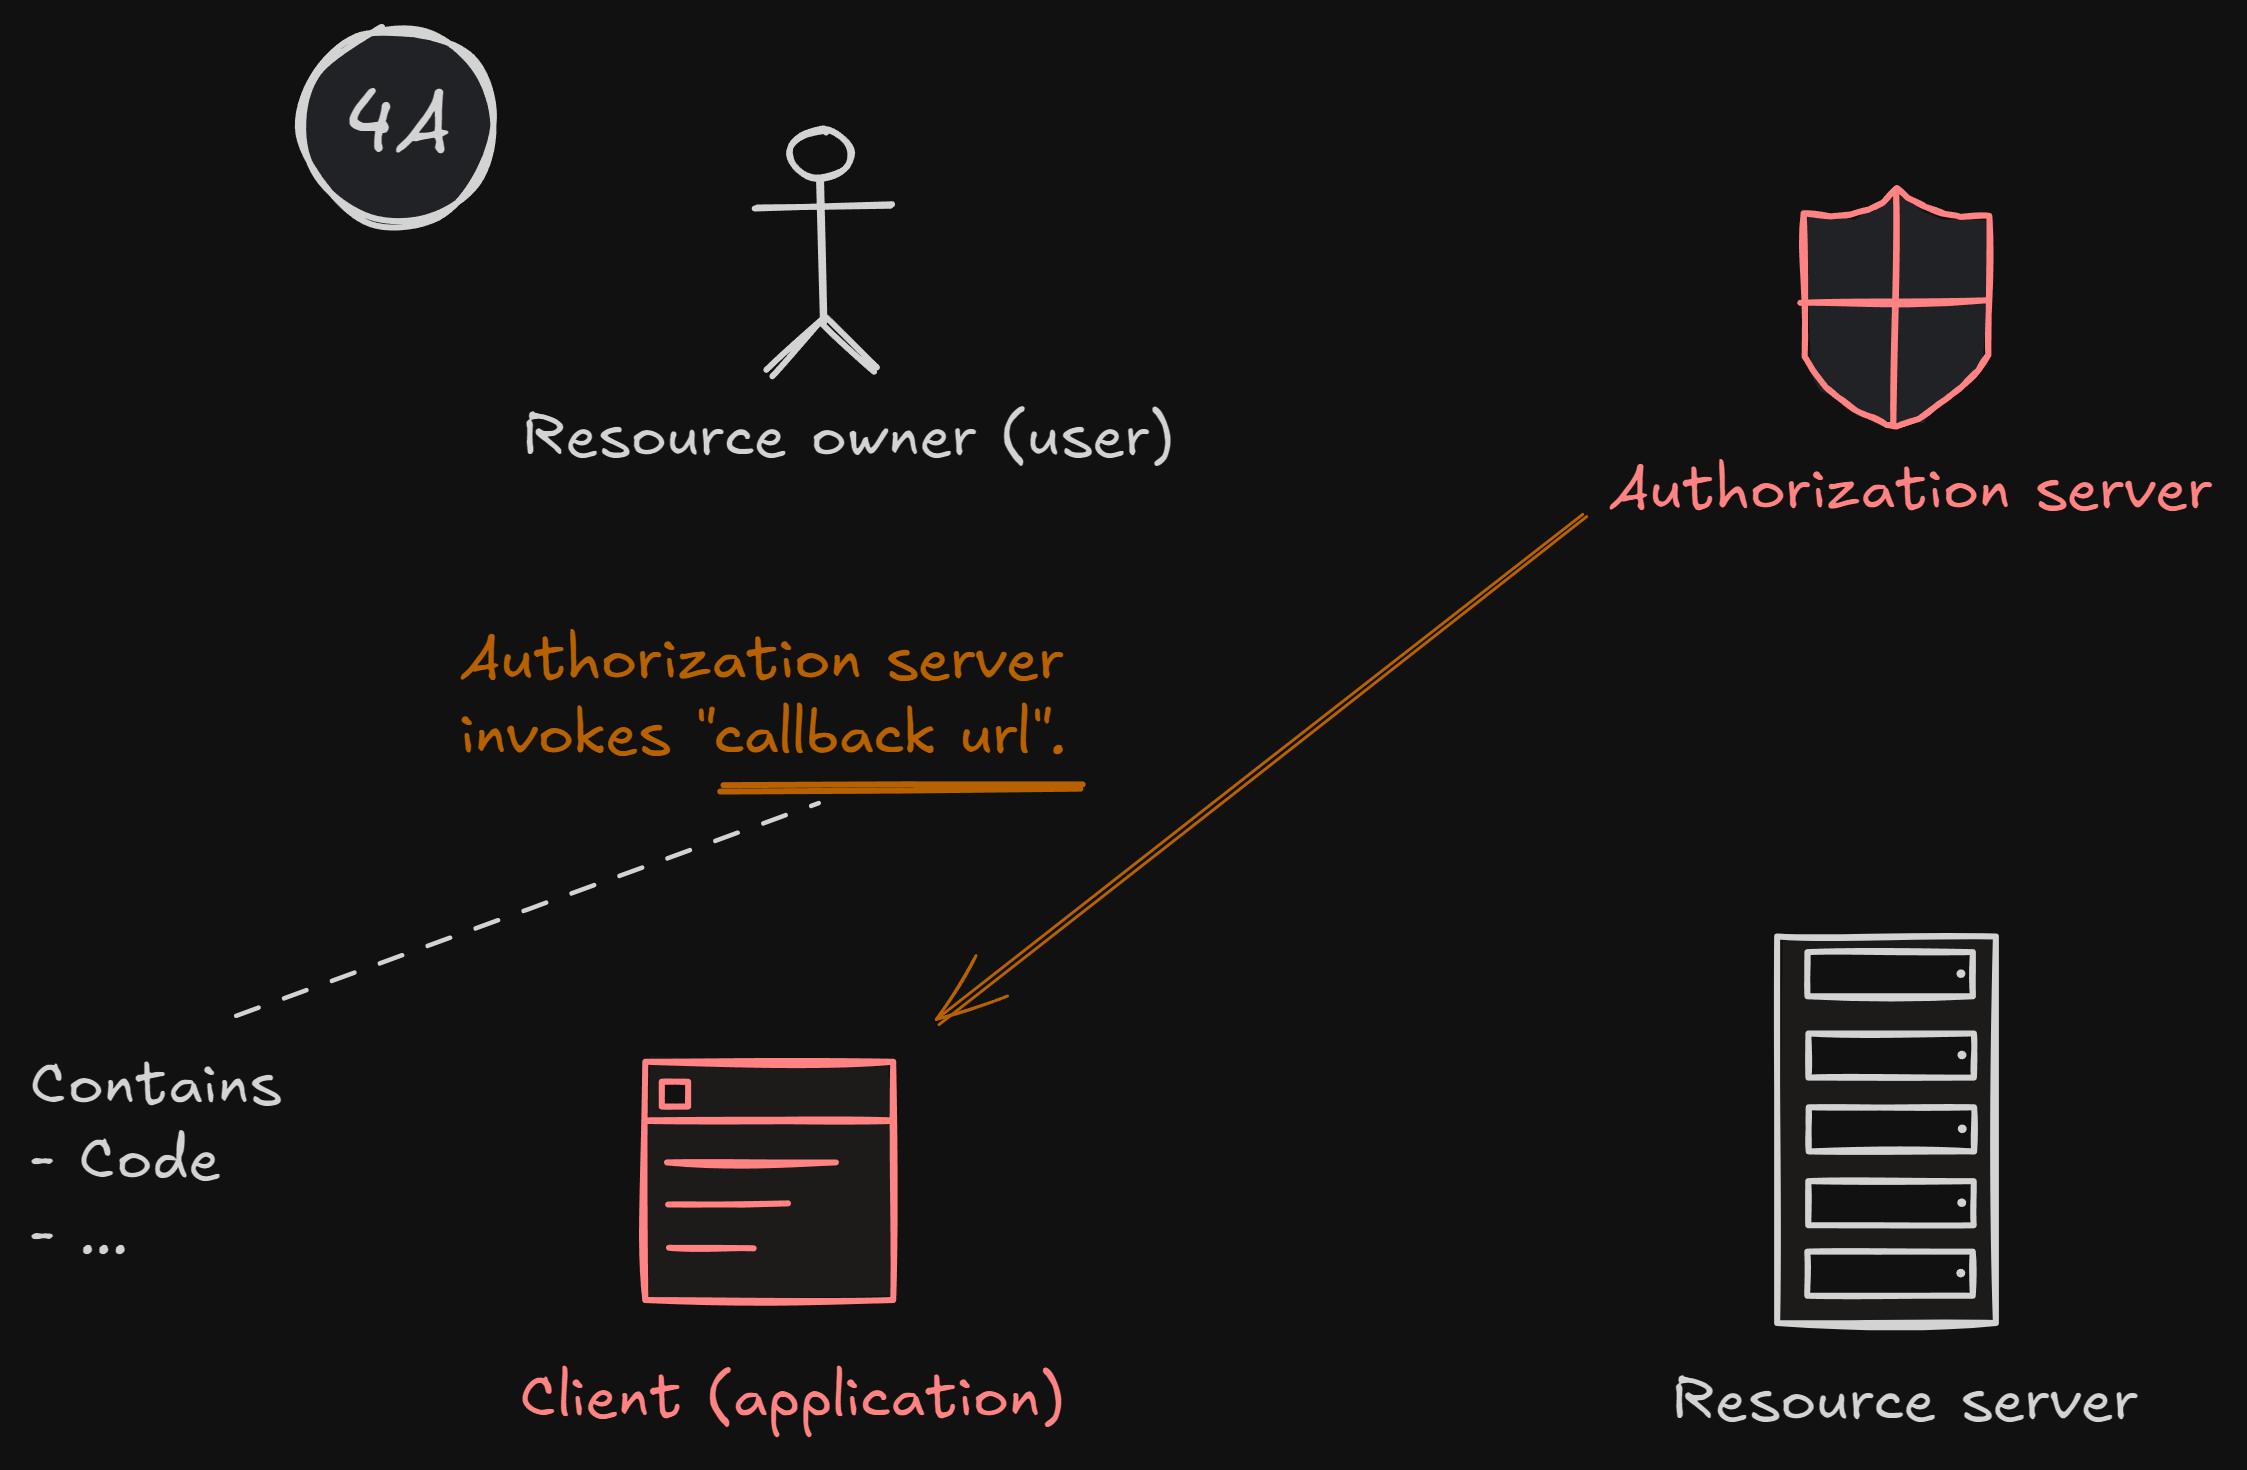 4A
Resource owner (user)
Authorization server
Authorization server
invokes "callback url".
Contains
- Code
- ...
Client (application)
Resource server